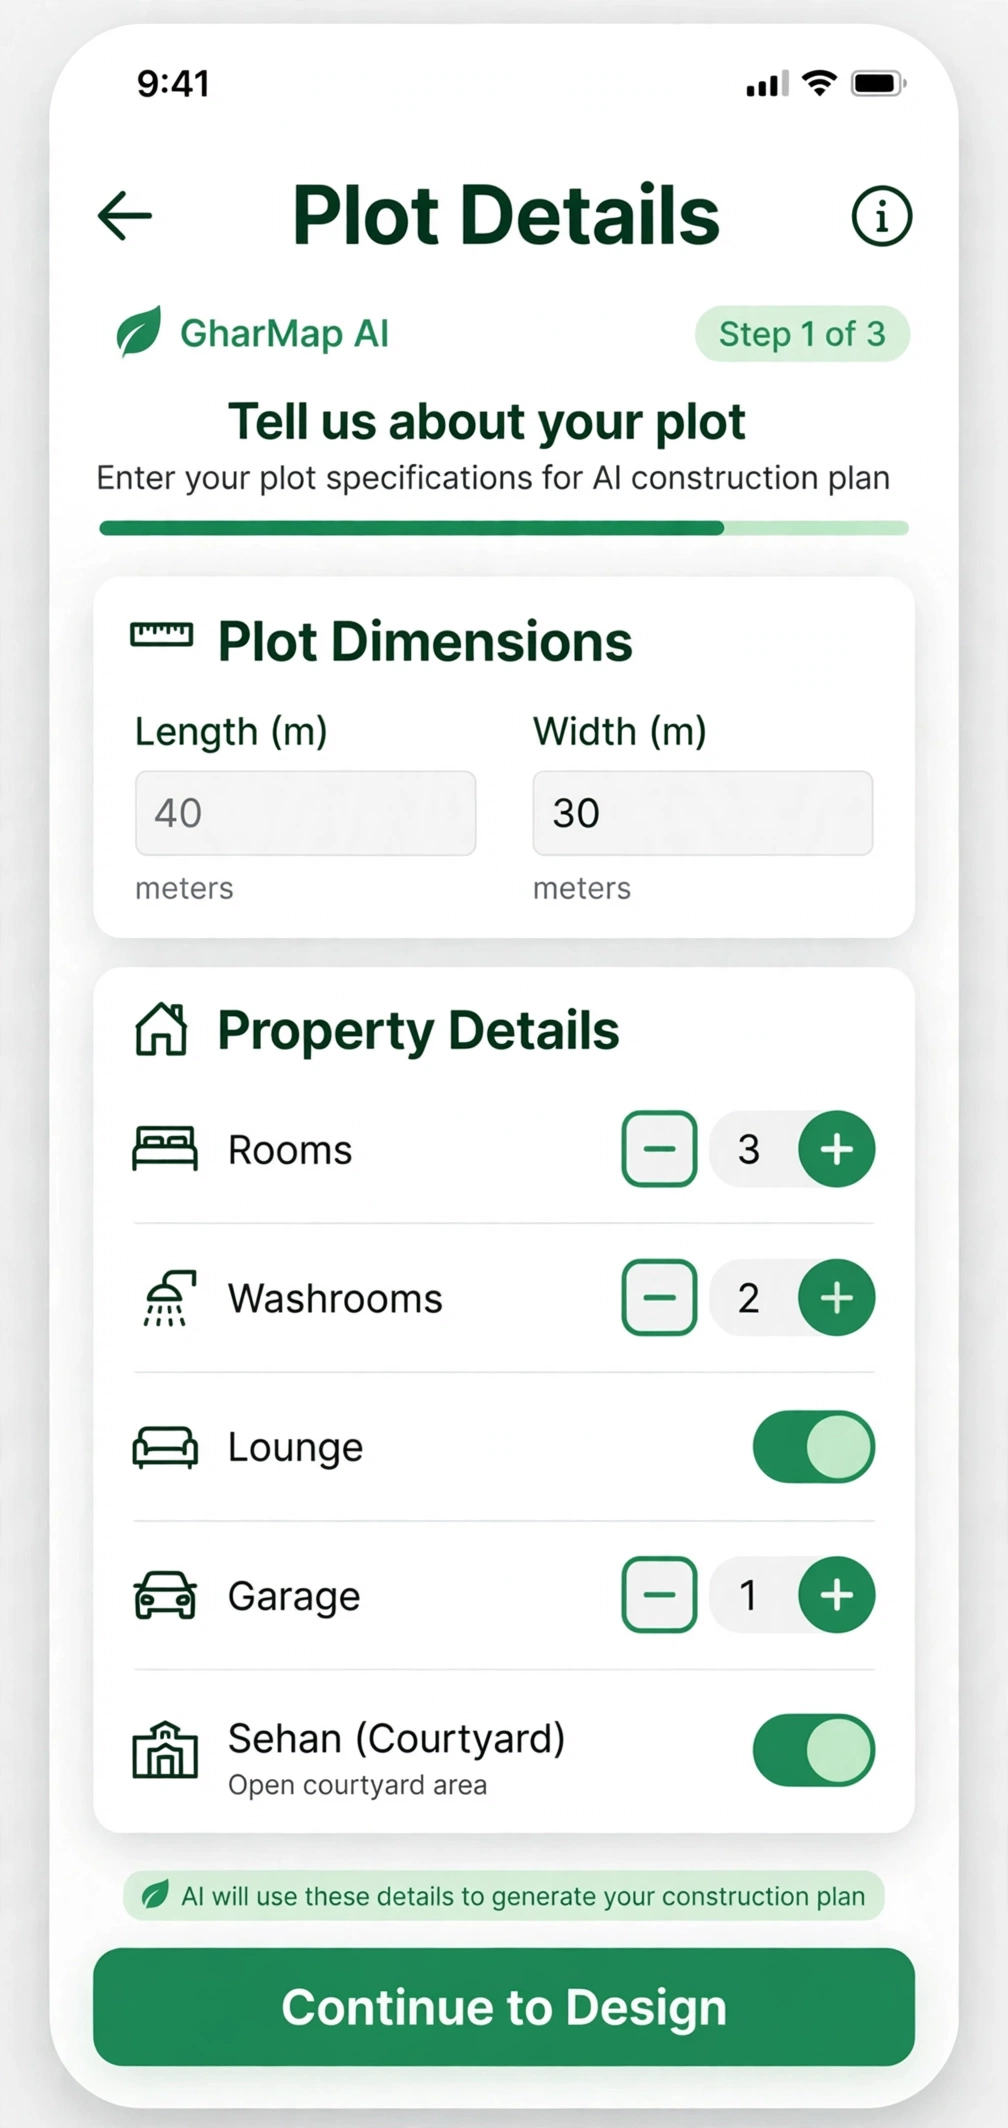 9:41
Plot Details
GharMap AI
Step 1 of 3
Tell us about your plot
Enter your plot specifications for AI construction plan
Plot Dimensions
Length (m)
Width (m)
40
30
meters
meters
Property Details
Rooms
3
Washrooms
2
Lounge
Garage
1
Sehan (Courtyard)
Open courtyard area
AI will use these details to generate your construction plan
Continue to Design